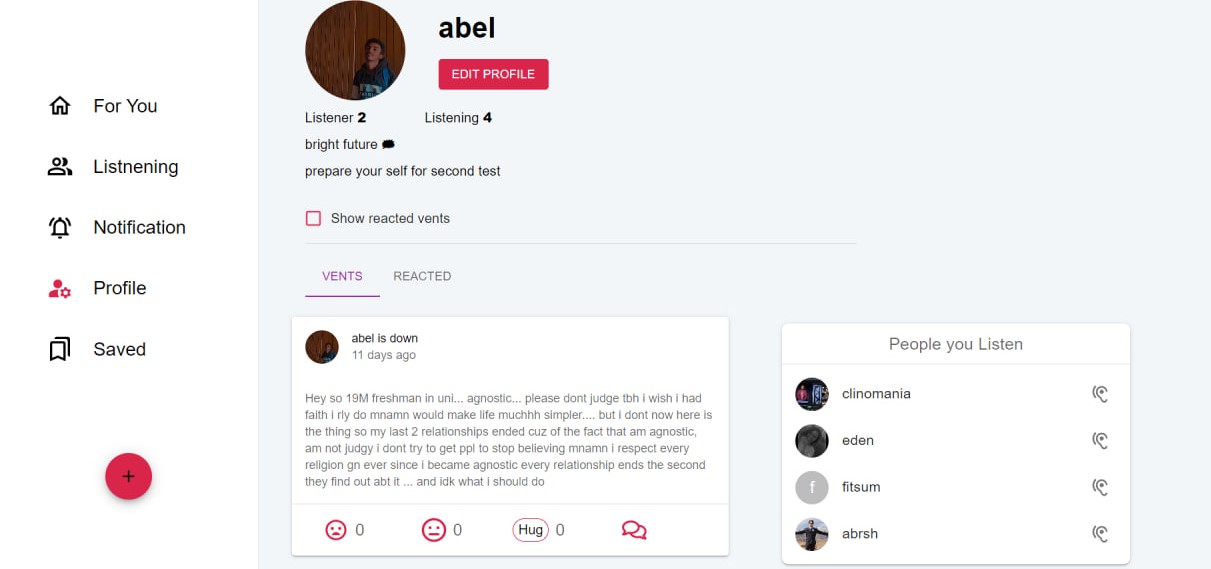 For You
Listnening
Notification
Profile
Saved
+
abel
EDIT PROFILE
Listener 2 Listening 4
bright future
prepare your self for second test
Show reacted vents
VENTS REACTED
abel is down
11 days ago
Hey so 19M freshman in uni... agnostic... please dont judge tbh i wish i had
faith i rly do mnamn would make life muchhh simpler.... but i dont now here is
the thing so my last 2 relationships ended cuz of the fact that am agnostic,
am not judgy i dont try to get ppl to stop believing mnamn i respect every
religion gn ever since i became agnostic every relationship ends the second
they find out abt it ... and idk what i should do
0 0 Hug 0
People you Listen
clinomania
eden
f fitsum
abrsh